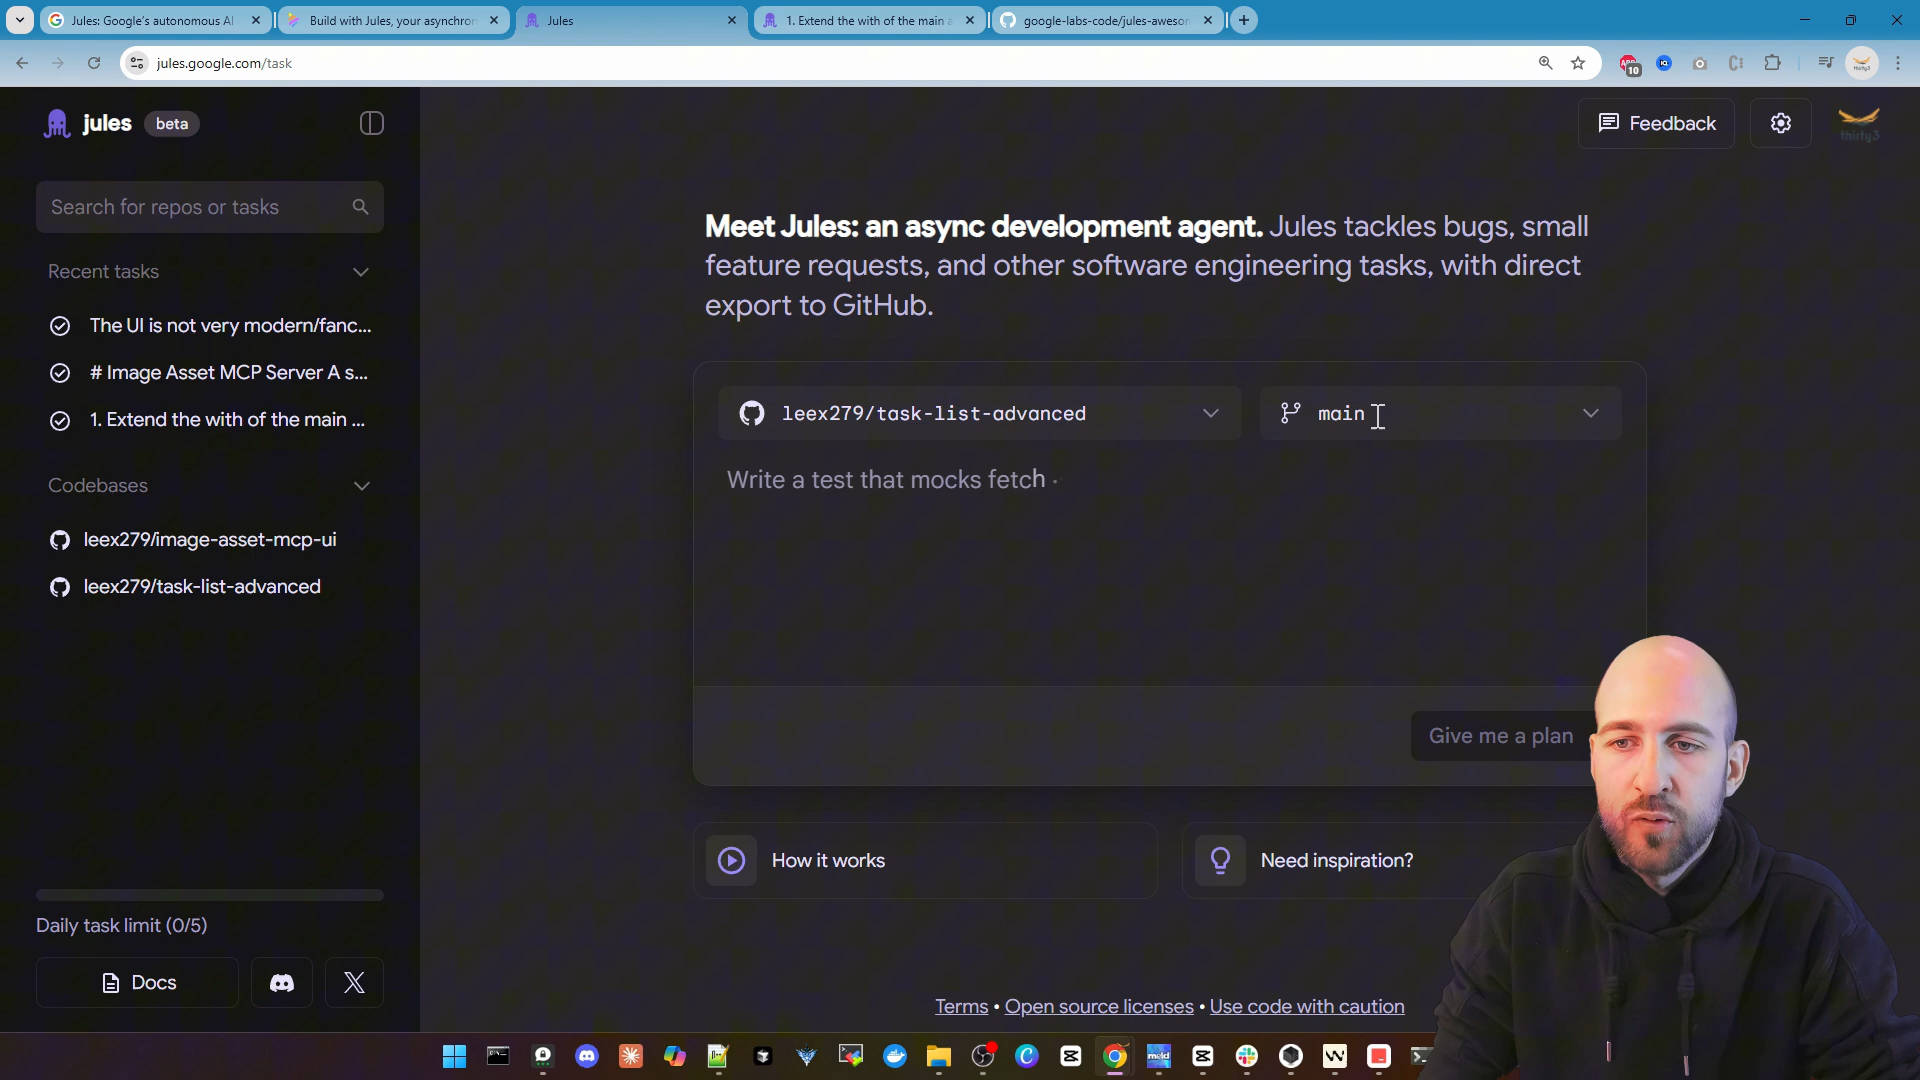 Jules: Google's autonomous AI
Build with Jules, your asynchron
Jules
1. Extend the with of the main a
google-labs-code/jules-aweson
jules.google.com/task
10
jules
beta
Feedback
thirty3
Search for repos or tasks
Recent tasks
The UI is not very modern/fanc...
# Image Asset MCP Server A s...
1. Extend the with of the main ...
Codebases
leex279/image-asset-mcp-ui
leex279/task-list-advanced
Meet Jules: an async development agent. Jules tackles bugs, small
feature requests, and other software engineering tasks, with direct
export to GitHub.
leex279/task-list-advanced
main
Write a test that mocks fetch
Give me a plan
How it works
Need inspiration?
Daily task limit (0/5)
Docs
Terms • Open source licenses • Use code with caution